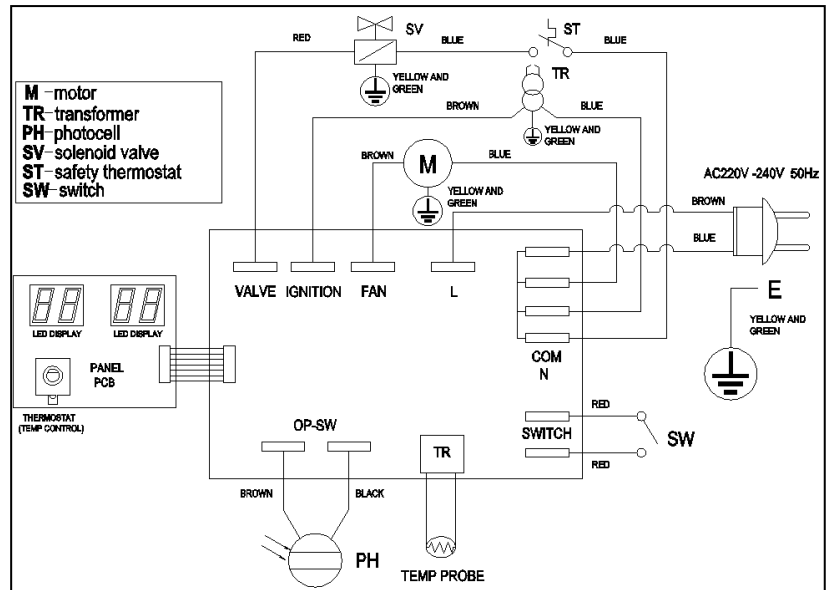 SV
ST
RED
BLUE
BLUE
YELLOW AND
GREEN
TR
M-motor
TR-transformer
PH-photocell
SV-solenoid valve
ST-safety thermostat
SW-switch
BROWN
BLUE
YELLOW AND
GREEN
BROWN
M
BLUE
YELLOW AND
GREEN
AC220V -240V 50Hz
BROWN
BLUE
VALVE
IGNITION
FAN
L
E
YELLOW AND
GREEN
88
88
LED DISPLAY
LED DISPLAY
PANEL
PCB
THERMOSTAT
(TEMP CONTROL)
COM
N
RED
SWITCH
SW
RED
OP-SW
TR
BROWN
BLACK
PH
TEMP PROBE